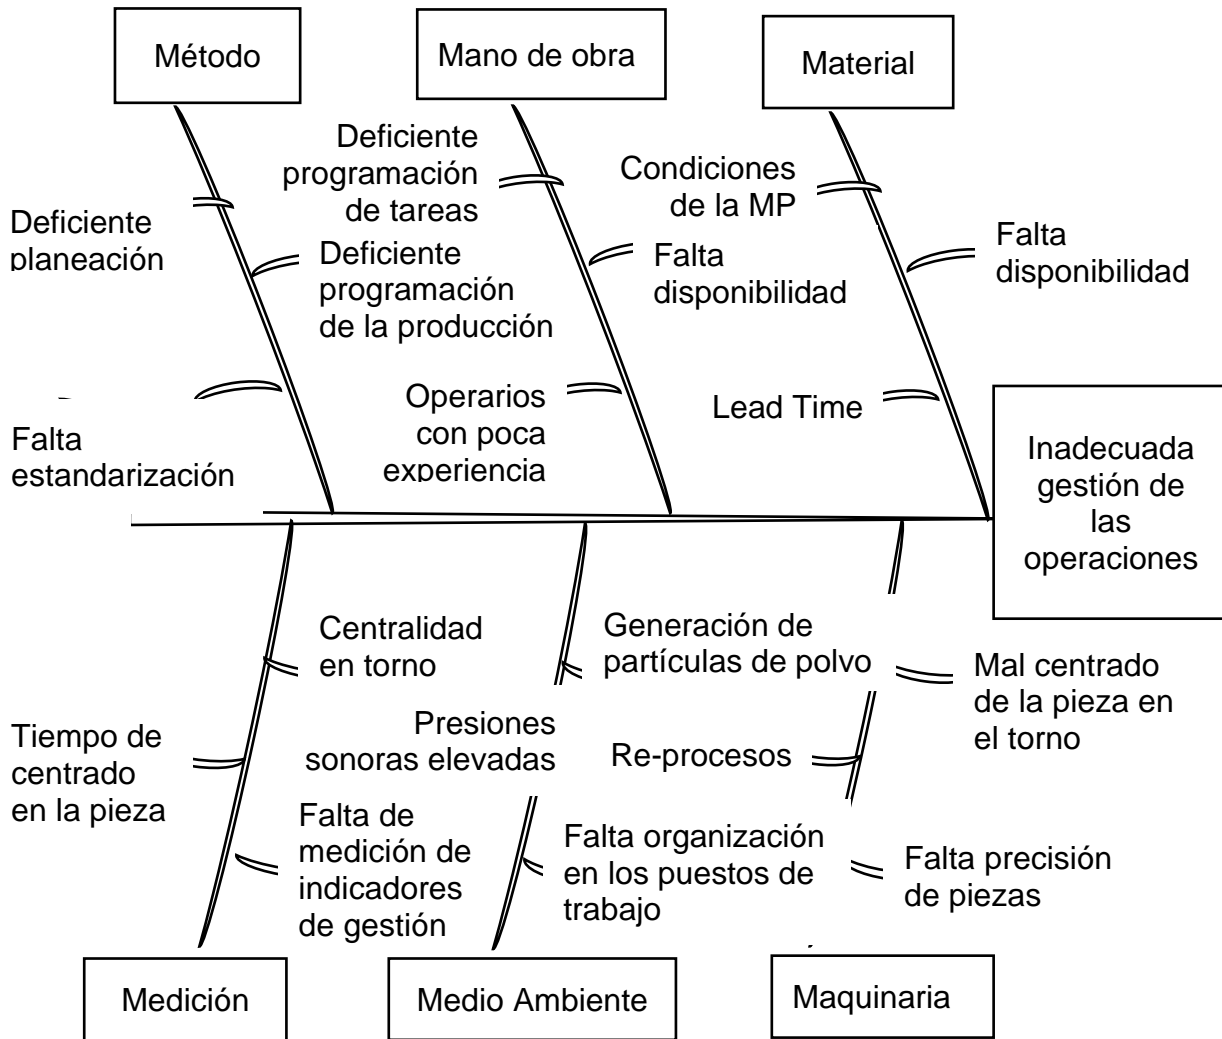 Método
Mano de obra
Material
Deficiente
planeación
Deficiente
programación
de la producción
Falta
estandarización
Deficiente
programación
de tareas
Falta
disponibilidad
Operarios
con poca
experiencia
Condiciones
de la MP
Falta
disponibilidad
Lead Time
Inadecuada
gestión de
las
operaciones
Centralidad
en torno
Tiempo de
centrado
en la pieza
Falta de
medición de
indicadores
de gestión
Generación de
partículas de polvo
Presiones
sonoras elevadas
Falta organización
en los puestos de
trabajo
Mal centrado
de la pieza en
el torno
Re-procesos
Falta precisión
de piezas
Medición
Medio Ambiente
Maquinaria